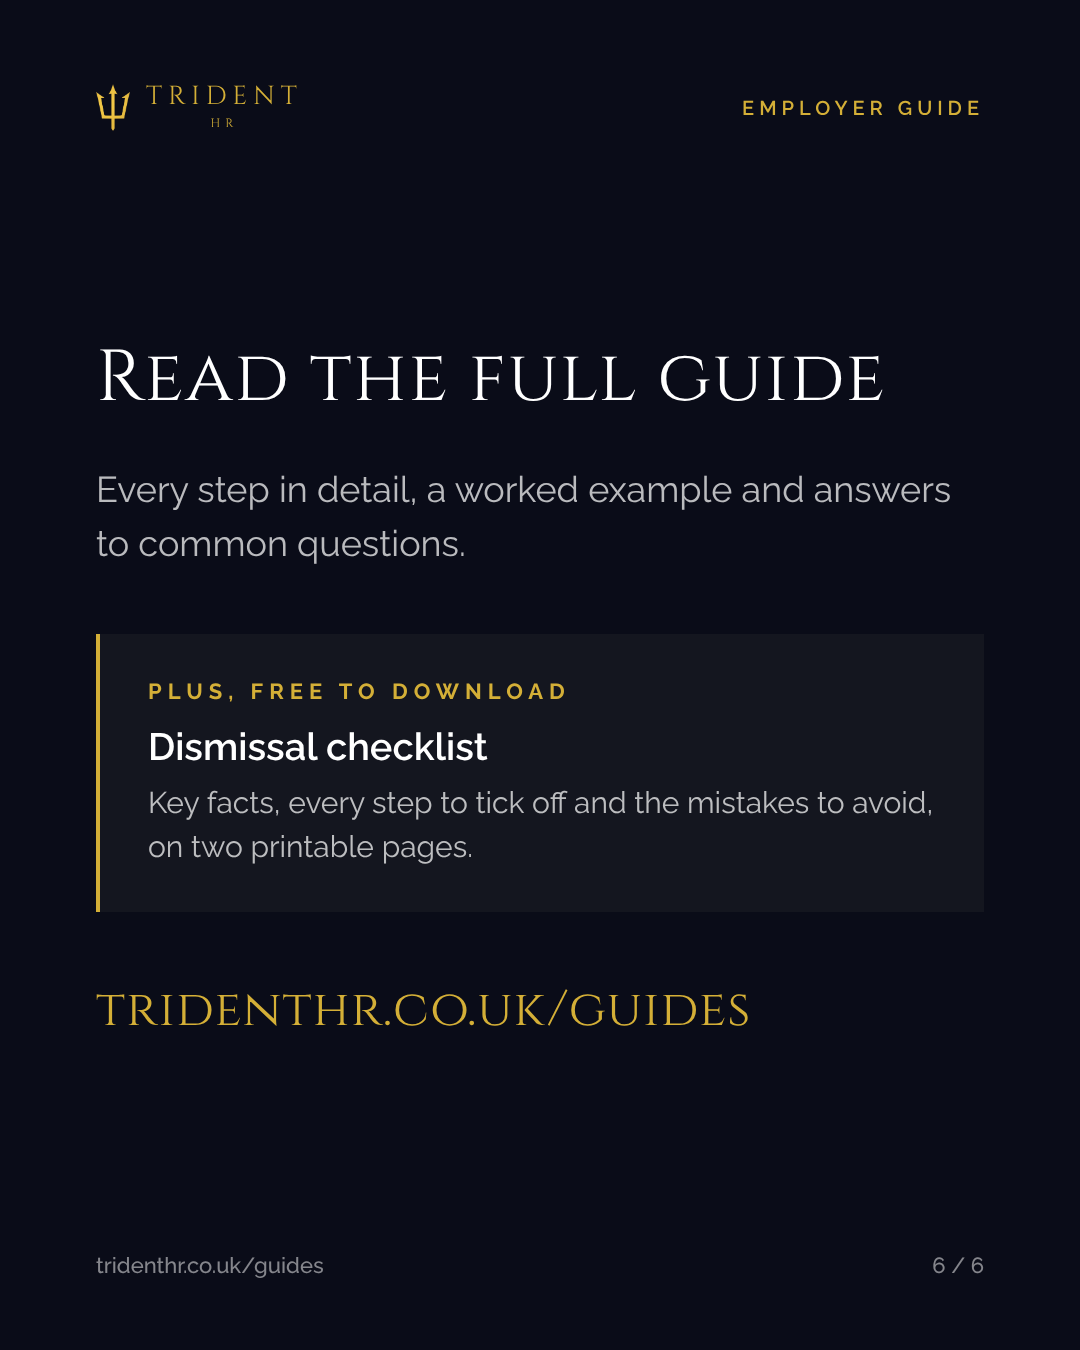 TRIDENT
HR
EMPLOYER GUIDE
Read the full guide
Every step in detail, a worked example and answers
to common questions.
PLUS, FREE TO DOWNLOAD
Dismissal checklist
Key facts, every step to tick off and the mistakes to avoid,
on two printable pages.
tridenthr.co.uk/guides
tridenthr.co.uk/guides
6 / 6